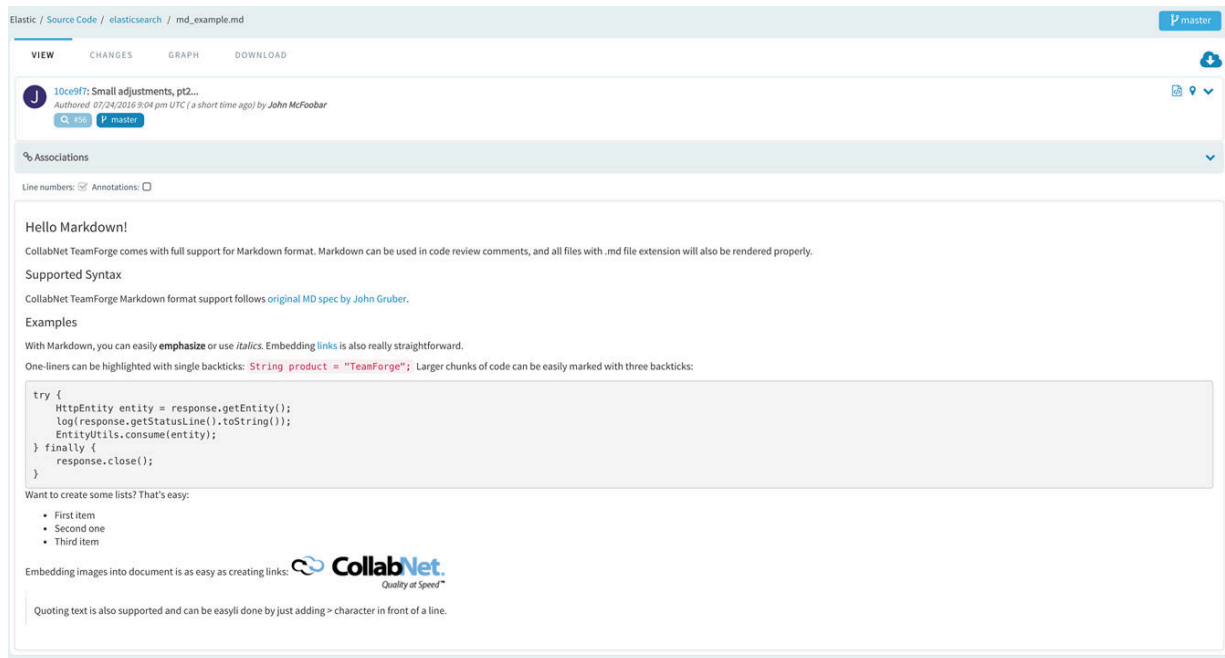 Elastic / Source Code / elasticsearch / md_example.md
master
VIEW CHANGES GRAPH DOWNLOAD
J
10ce9f7: Small adjustments, pt2...
Authored 07/24/2016 9:04 pm UTC ( a short time ago) by John McFoobar
#56 master
Associations
Line numbers: Annotations:
Hello Markdown!
CollabNet TeamForge comes with full support for Markdown format. Markdown can be used in code review comments, and all files with .md file extension will also be rendered properly.
Supported Syntax
CollabNet TeamForge Markdown format support follows original MD spec by John Gruber.
Examples
With Markdown, you can easily emphasize or use italics. Embedding links is also really straightforward.
One-liners can be highlighted with single backticks: String product = "TeamForge"; Larger chunks of code can be easily marked with three backticks:
try {
    HttpEntity entity = response.getEntity();
    log(response.getStatusLine().toString());
    EntityUtils.consume(entity);
} finally {
    response.close();
}
Want to create some lists? That's easy:
• First item
• Second one
• Third item
Embedding images into document is as easy as creating links: CollabNet.
Quality at Speed™
Quoting text is also supported and can be easyli done by just adding > character in front of a line.